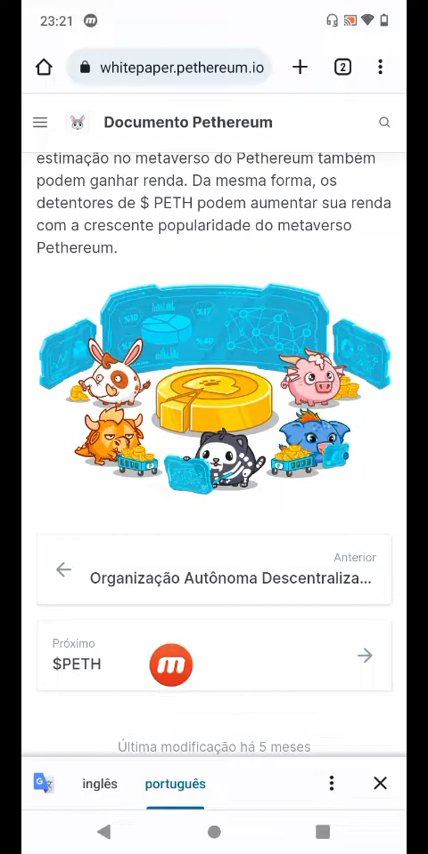 23:21
whitepaper.pethereum.io
2
Documento Pethereum
estimação no metaverso do Pethereum também
podem ganhar renda. Da mesma forma, os
detentores de $ PETH podem aumentar sua renda
com a crescente popularidade do metaverso
Pethereum.
%10
%17
Anterior
Organização Autônoma Descentraliza...
Próximo
$PETH
Última modificação há 5 meses
inglês
português